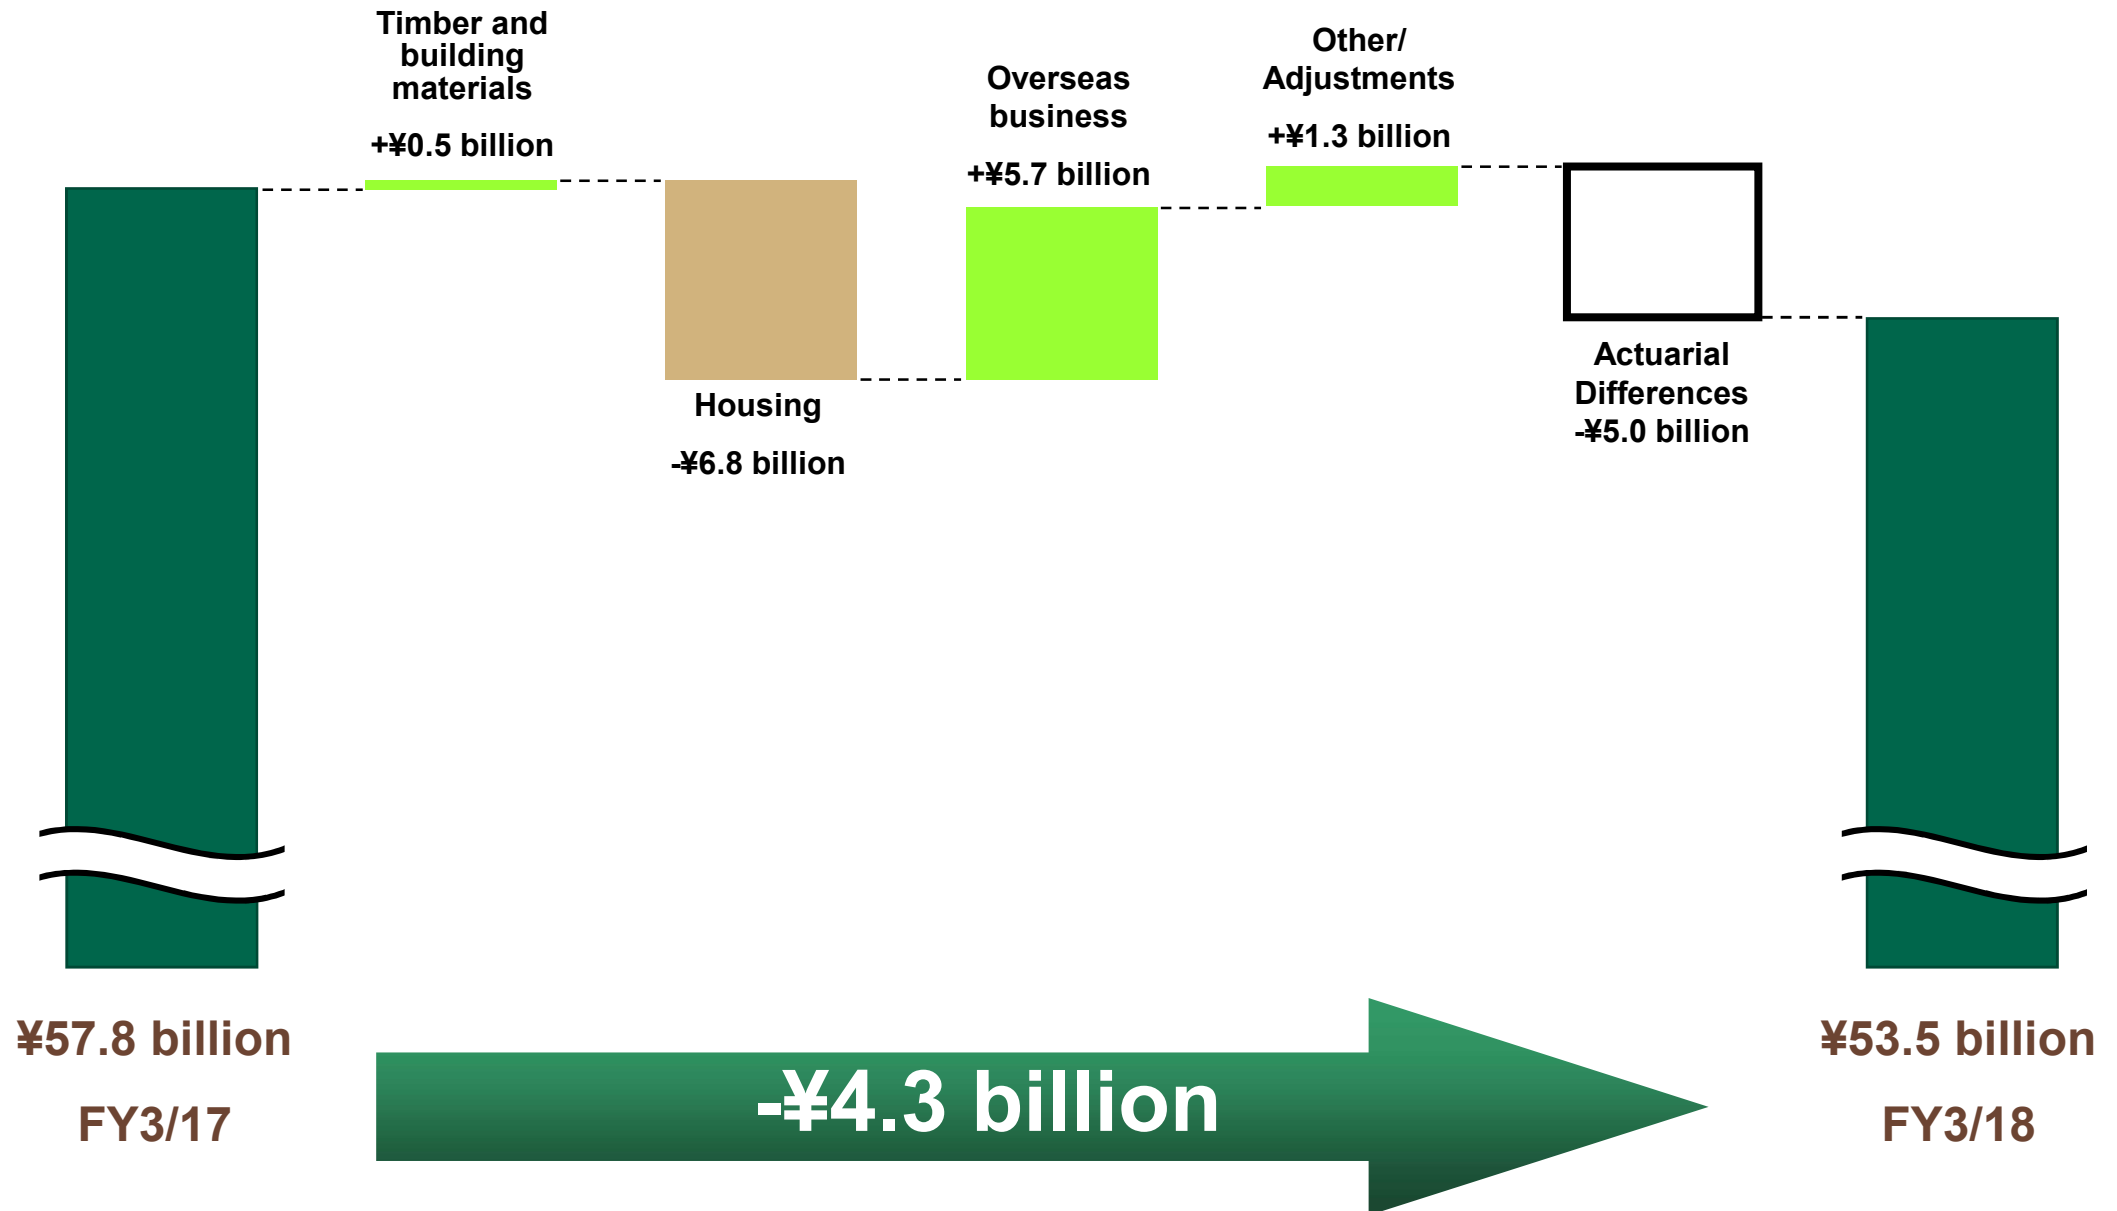 Timber and
building
materials
+¥0.5 billion
Housing
-¥6.8 billion
Overseas
business
+¥5.7 billion
Other/
Adjustments
+¥1.3 billion
Actuarial
Differences
-¥5.0 billion
¥57.8 billion
FY3/17
-¥4.3 billion
¥53.5 billion
FY3/18